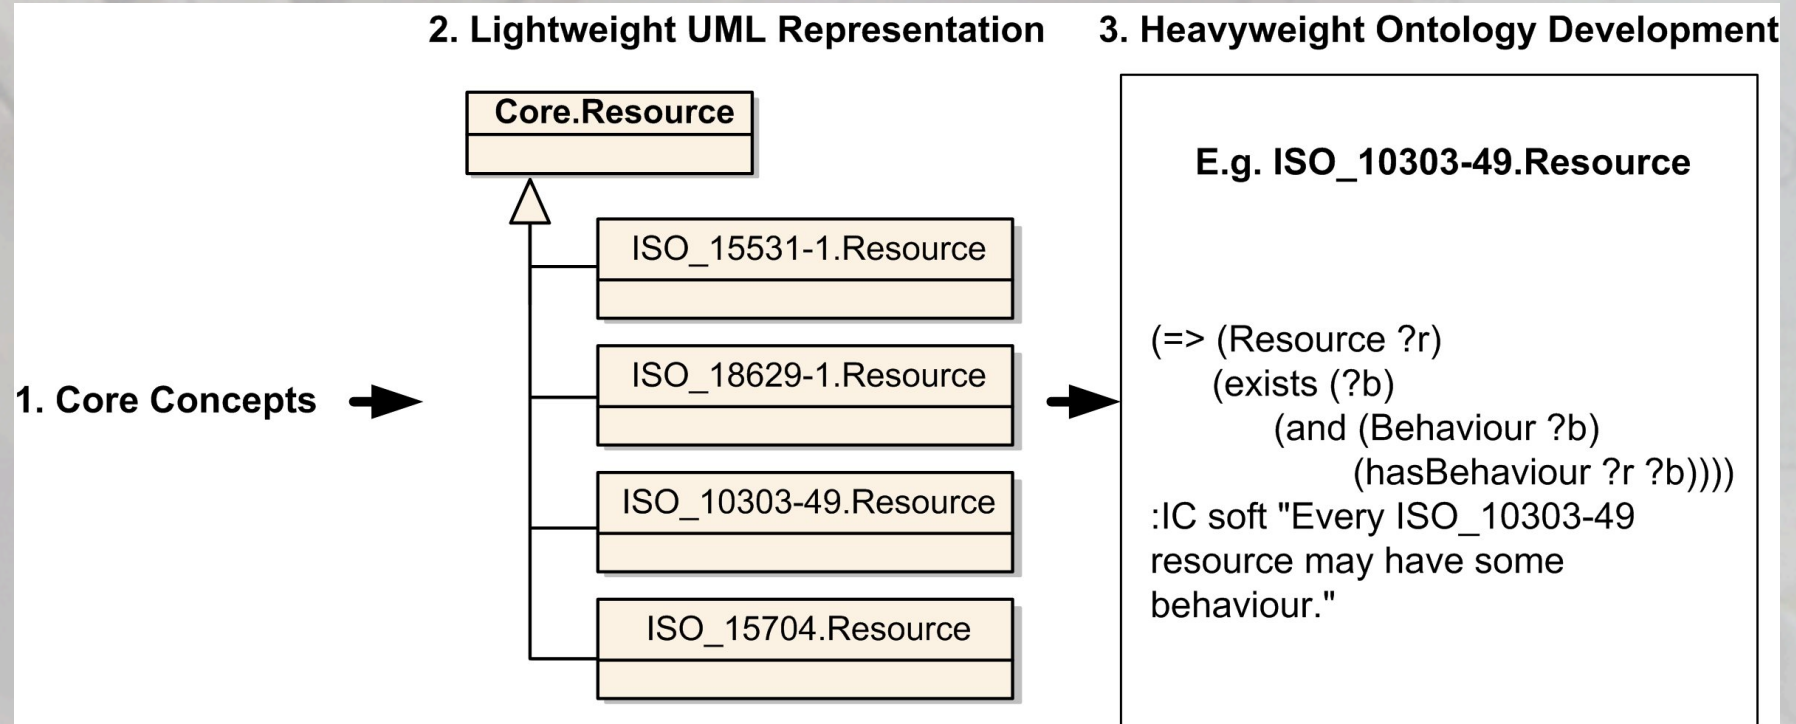 2. Lightweight UML Representation
3. Heavyweight Ontology Development
Core.Resource
ISO_15531-1.Resource
ISO_18629-1.Resource
1. Core Concepts
ISO_10303-49.Resource
ISO_15704.Resource
E.g. ISO_10303-49.Resource
(=> (Resource ?r)
(exists (?b)
(and (Behaviour ?b)
(hasBehaviour ?r ?b))))
:IC soft "Every ISO_10303-49
resource may have some
behaviour."